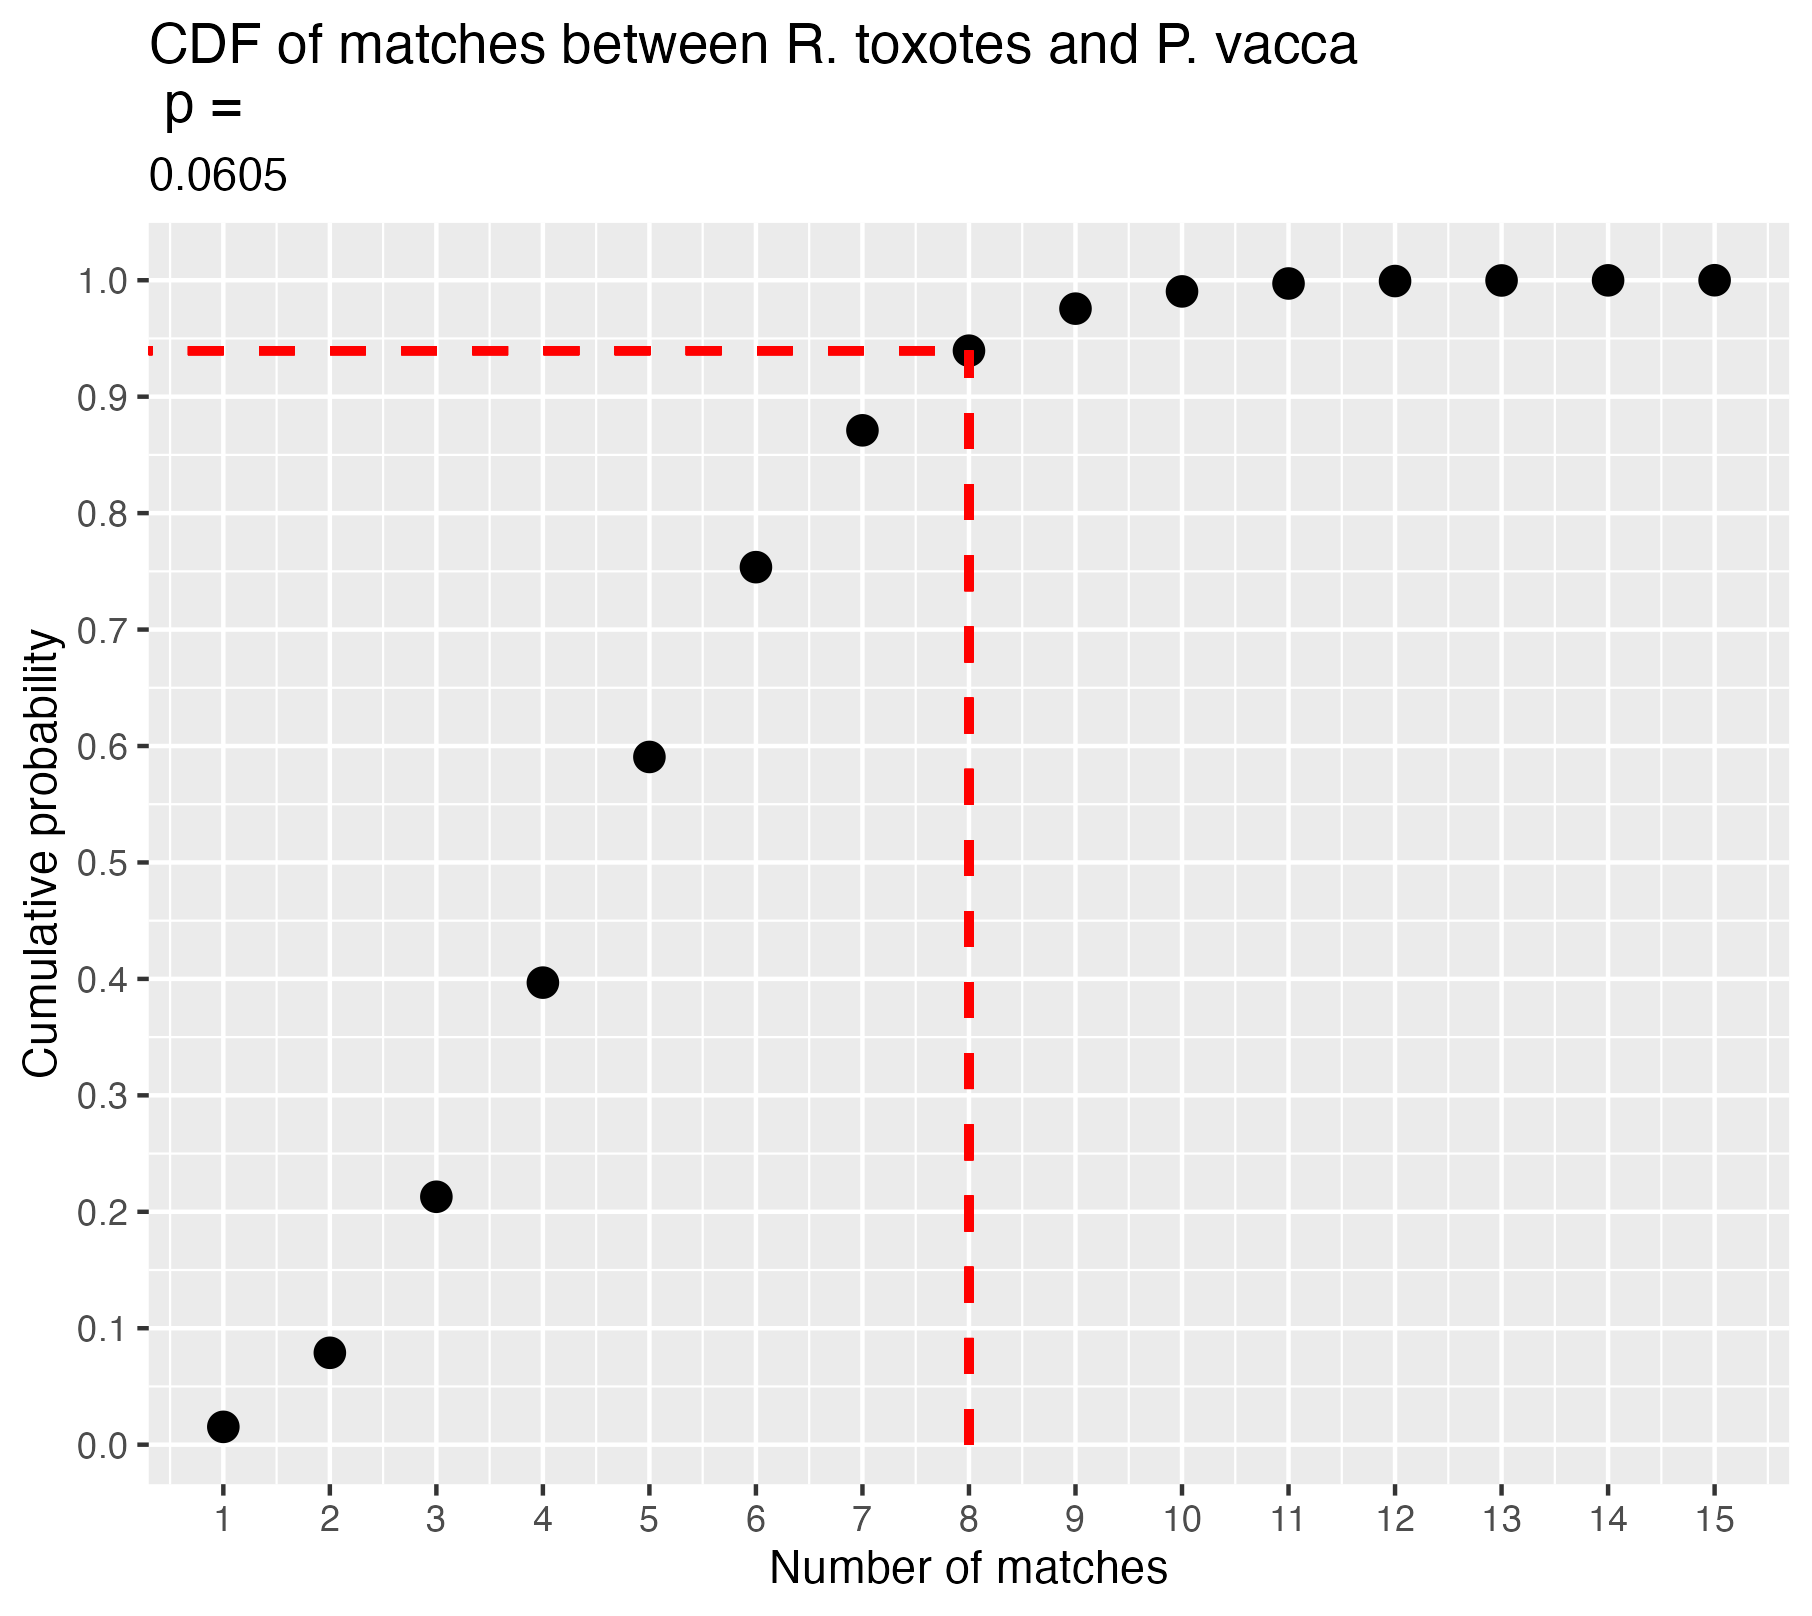 CDF of matches between R. toxotes and P. vacca
p =
0.0605
1.0
0.9
0.8
0.7
0.6
0.5
0.4
0.3
0.2
0.1
0.0
Cumulative probability
1 2 3 4 5 6 7 8 9 10 11 12 13 14 15
Number of matches